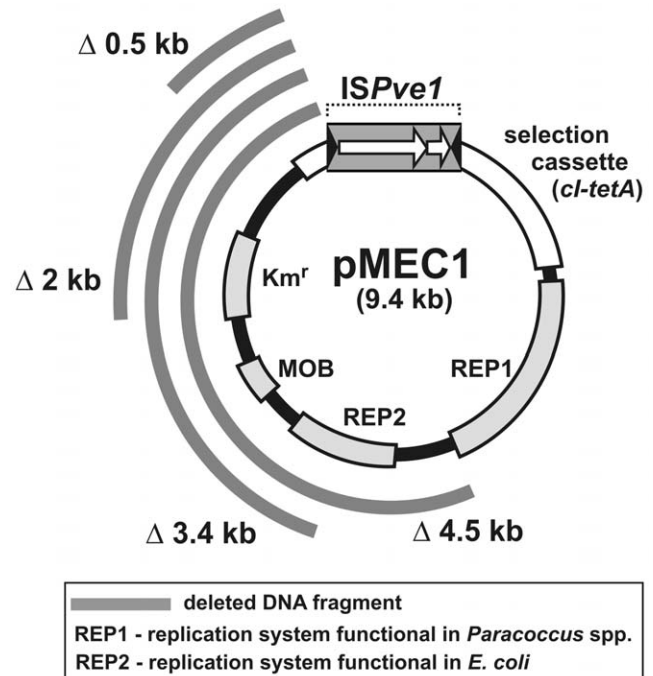 Δ 0.5 kb
ISPve1
selection
cassette
(cI-tetA)
Δ 2 kb
Kmʳ
pMEC1
(9.4 kb)
MOB
REP1
REP2
Δ 3.4 kb
Δ 4.5 kb
deleted DNA fragment
REP1 - replication system functional in Paracoccus spp.
REP2 - replication system functional in E. coli